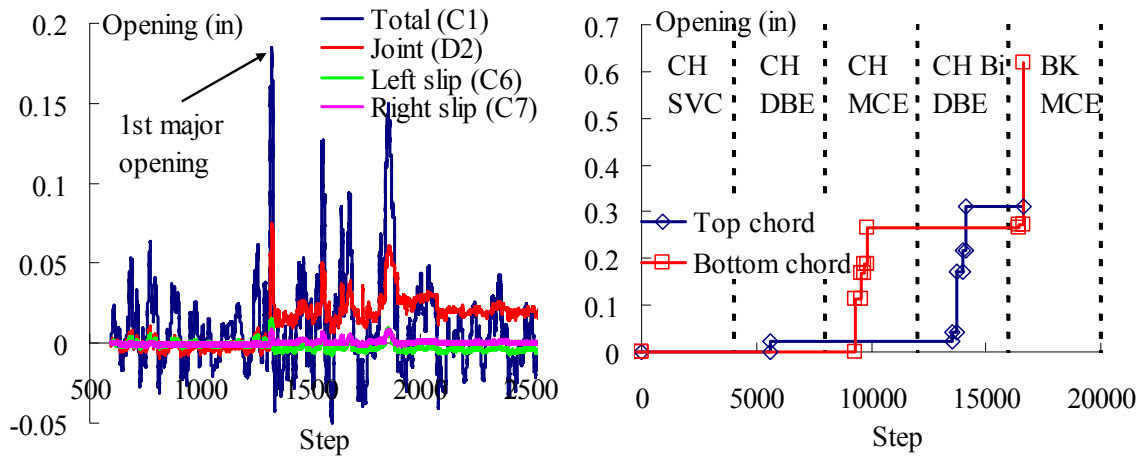 Opening (in)
Total (C1)
Joint (D2)
Left slip (C6)
Right slip (C7)
1st major
opening
0.2
0.15
0.1
0.05
0
-0.05
500
1000
1500
2000
2500
Step
Opening (in)
CH
SVC
CH
DBE
CH
MCE
CH Bi
DBE
BK
MCE
Top chord
Bottom chord
0.7
0.6
0.5
0.4
0.3
0.2
0.1
0
0
5000
10000
15000
20000
Step